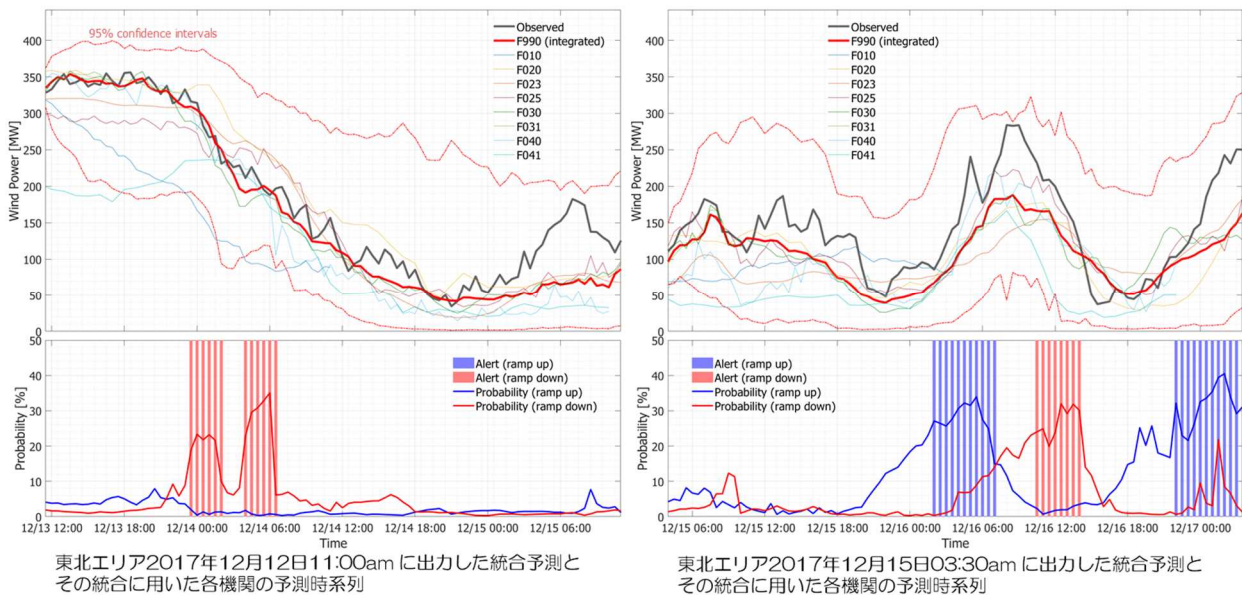 95% confidence intervals
Observed
F990 (integrated)
F010
F020
F023
F025
F030
F031
F040
F041
Wind Power [MW]
400
350
300
250
200
150
100
50
0
Alert (ramp up)
Alert (ramp down)
Probability (ramp up)
Probability (ramp down)
Probability [%]
50
40
30
20
10
0
12/13 12:00 12/13 18:00 12/14 00:00 12/14 06:00 12/14 12:00 12/14 18:00 12/15 00:00 12/15 06:00
Time
東北エリア2017年12月12日11:00am に出力した統合予測と
その統合に用いた各機関の予測時系列
Observed
F990 (integrated)
F010
F020
F023
F025
F030
F031
F040
F041
Wind Power [MW]
400
350
300
250
200
150
100
50
0
Alert (ramp up)
Alert (ramp down)
Probability (ramp up)
Probability (ramp down)
Probability [%]
50
40
30
20
10
0
12/15 06:00 12/15 12:00 12/15 18:00 12/16 00:00 12/16 06:00 12/16 12:00 12/16 18:00 12/17 00:00
Time
東北エリア2017年12月15日03:30am に出力した統合予測と
その統合に用いた各機関の予測時系列